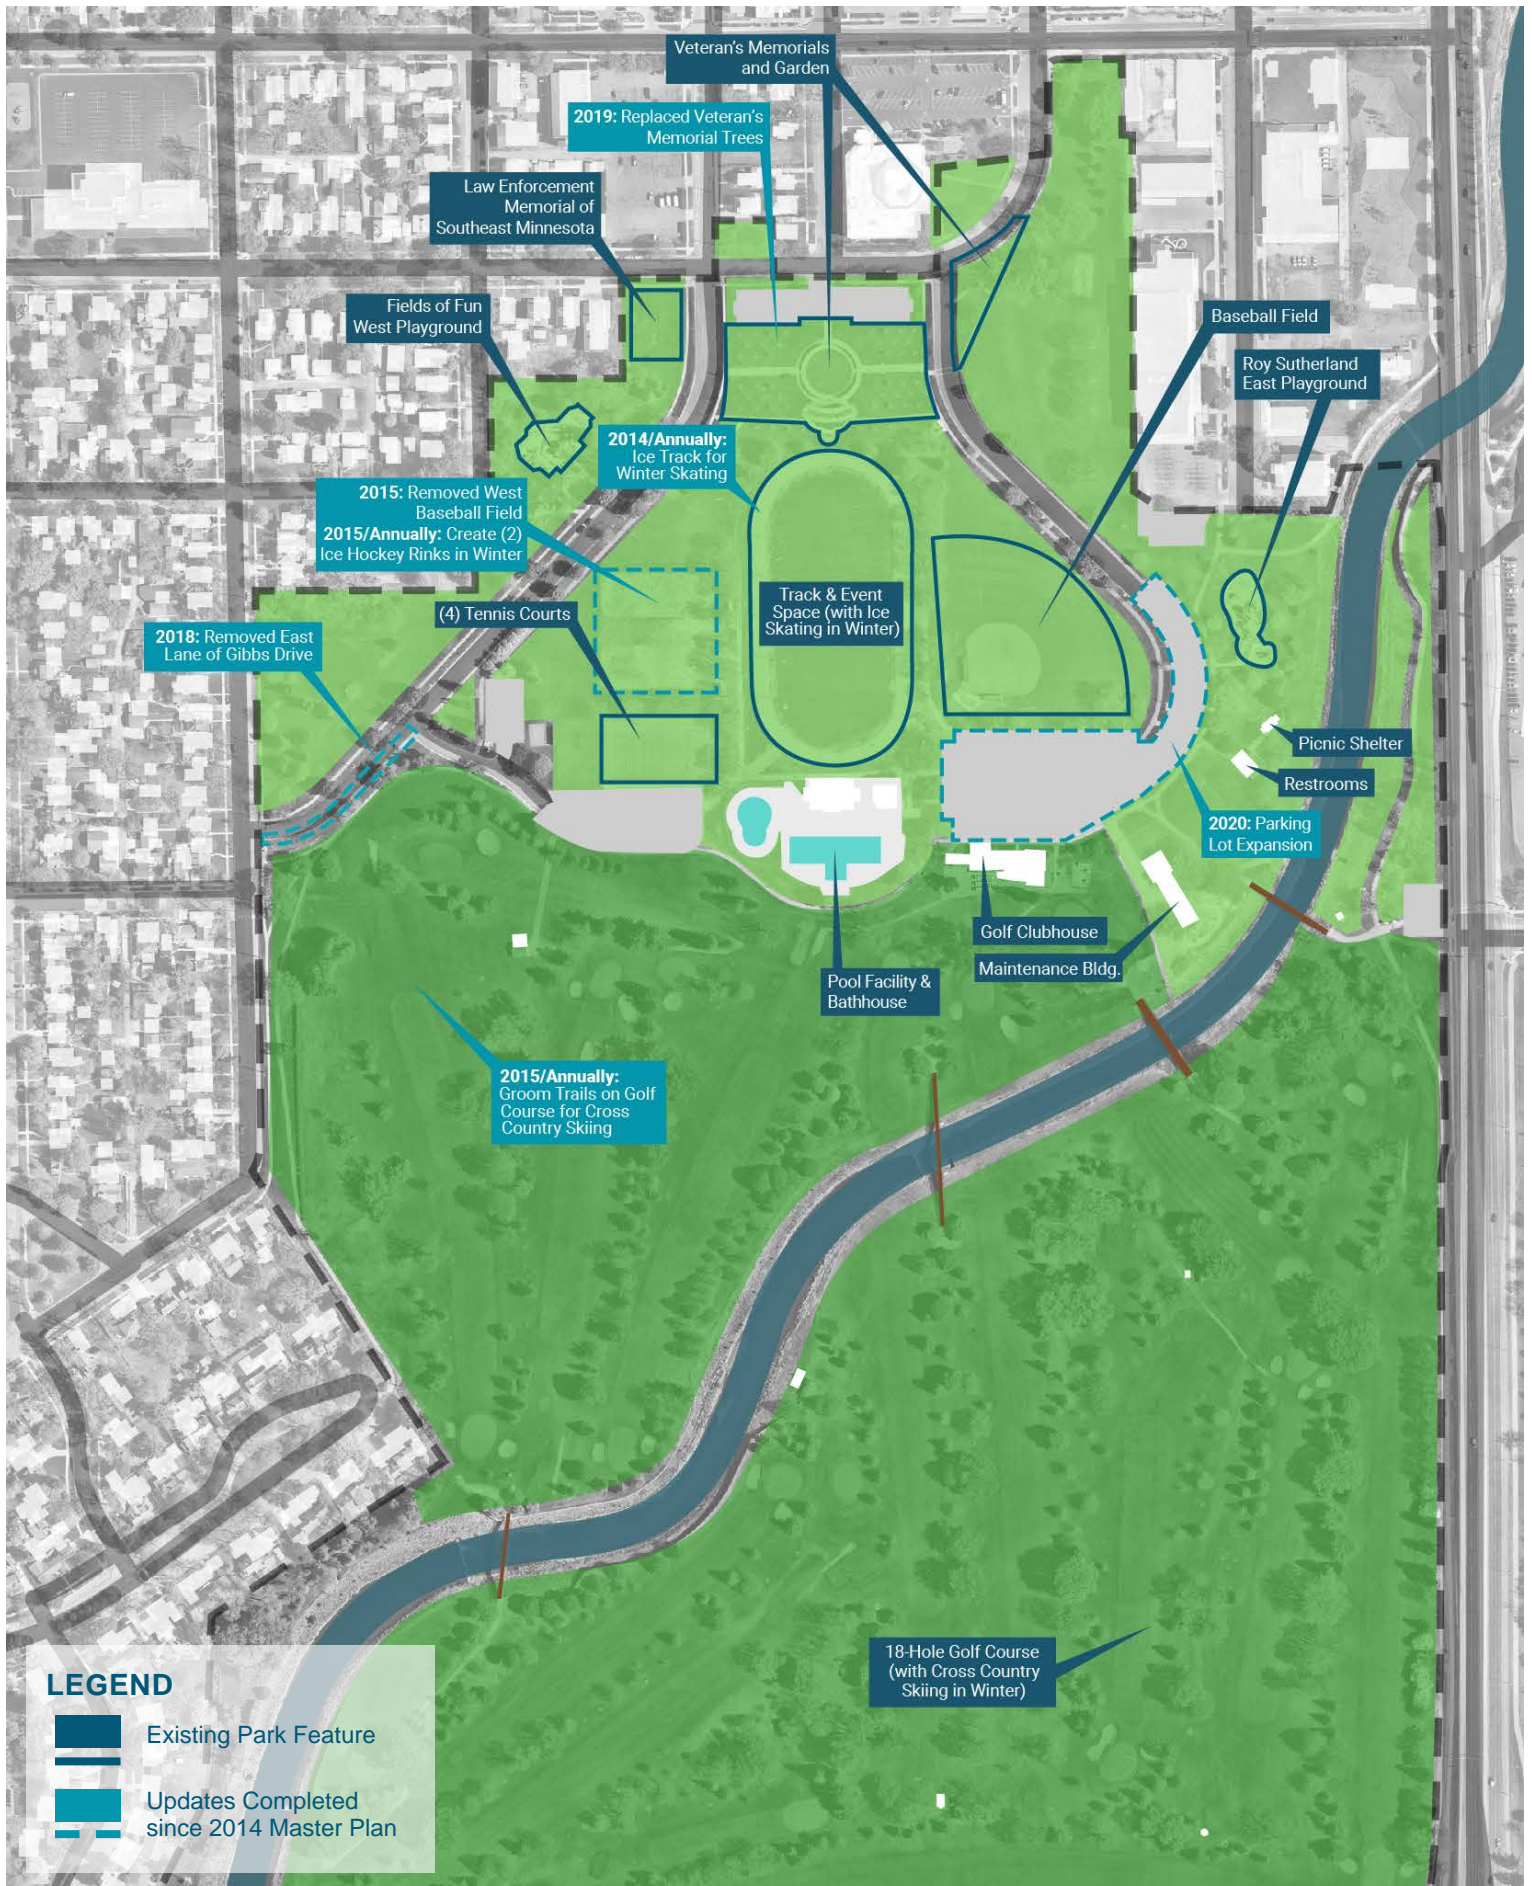 Veteran's Memorials
and Garden
2019: Replaced Veteran's
Memorial Trees
Law Enforcement
Memorial of
Southeast Minnesota
Fields of Fun
West Playground
Baseball Field
Roy Sutherland
East Playground
2014/Annually:
Ice Track for
Winter Skating
2015: Removed West
Baseball Field
2015/Annually: Create (2)
Ice Hockey Rinks in Winter
Track & Event
Space (with Ice
Skating in Winter)
(4) Tennis Courts
2018: Removed East
Lane of Gibbs Drive
Picnic Shelter
Restrooms
2020: Parking
Lot Expansion
Golf Clubhouse
Maintenance Bldg.
Pool Facility &
Bathhouse
2015/Annually:
Groom Trails on Golf
Course for Cross
Country Skiing
18-Hole Golf Course
(with Cross Country
Skiing in Winter)
LEGEND
Existing Park Feature
Updates Completed
since 2014 Master Plan